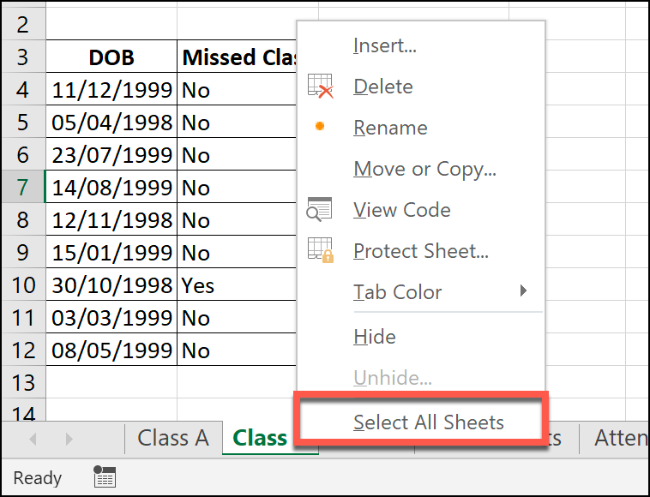 2
3 DOB Missed Clas
4 11/12/1999 No
5 05/04/1998 No
6 23/07/1999 No
7 14/08/1999 No
8 12/11/1998 No
9 15/01/1999 No
10 30/10/1998 Yes
11 03/03/1999 No
12 08/05/1999 No
13
14
Insert...
Delete
Rename
Move or Copy...
View Code
Protect Sheet...
Tab Color
Hide
Unhide...
Select All Sheets
Class A Class ts Atten
Ready